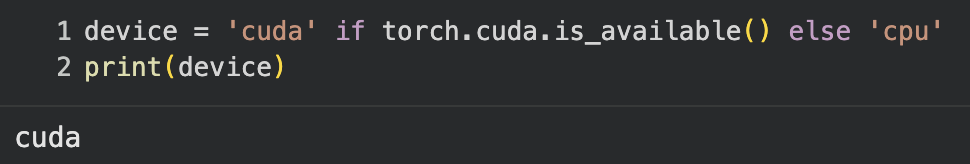 1 device = 'cuda' if torch.cuda.is_available() else 'cpu'
2 print(device)
cuda